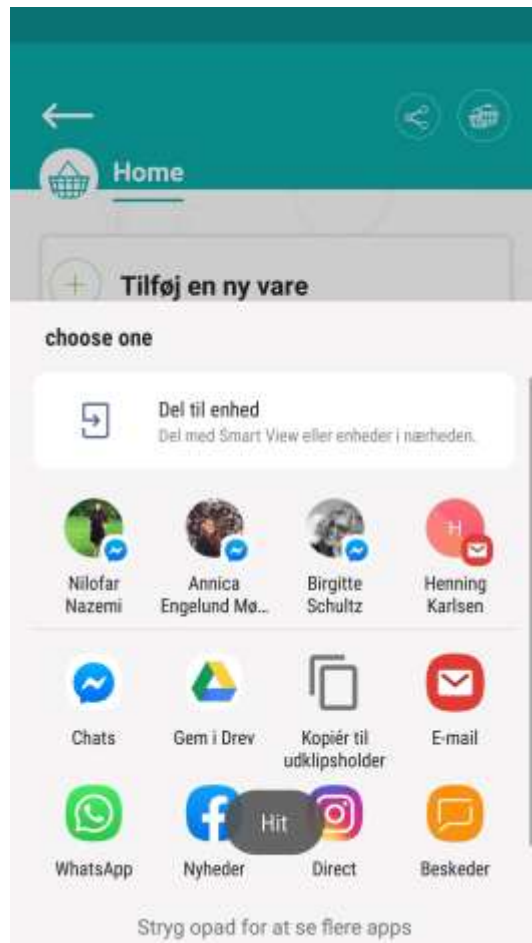 Home
Tilføj en ny vare
choose one
Del til enhed
Del med Smart View eller enheder i nærheden.
Nilofar Nazemi
Annica Engelund Mø...
Birgitte Schultz
H
Henning Karlsen
Chats
Gem i Drev
Kopiér til udklipsholder
E-mail
WhatsApp
Nyheder
Direct
Beskeder
Hit
Stryg opad for at se flere apps